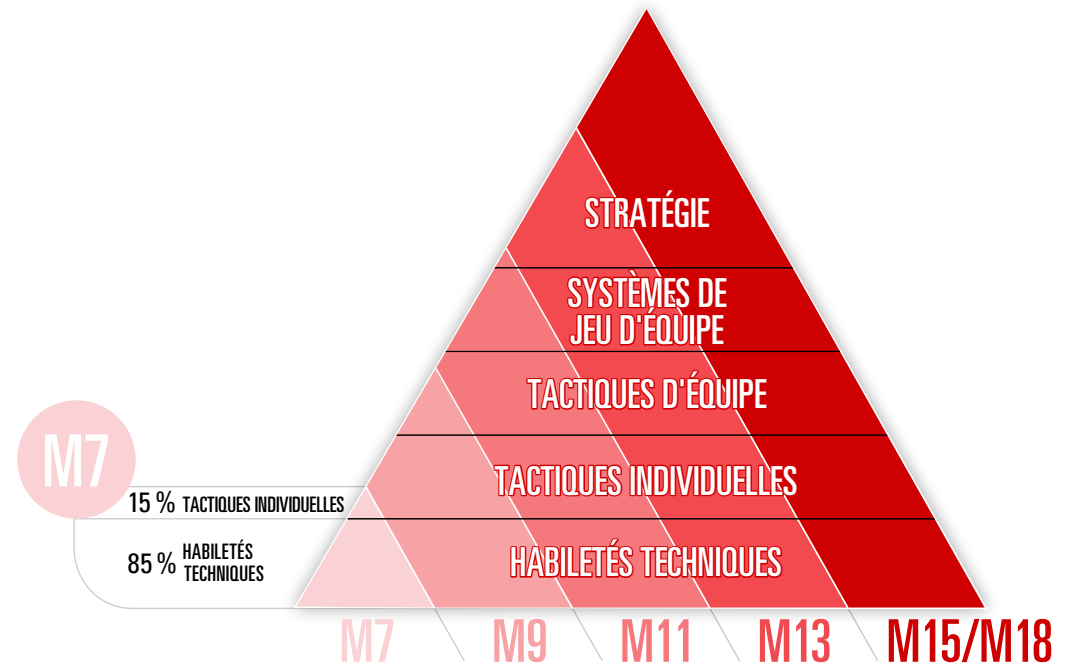 STRATÉGIE
SYSTÈMES DE
JEU D'ÉQUIPE
TACTIQUES D'ÉQUIPE
TACTIQUES INDIVIDUELLES
HABILETÉS TECHNIQUES
M7
15 % TACTIQUES INDIVIDUELLES
85 % HABILETÉS
TECHNIQUES
M7 M9 M11 M13 M15/M18